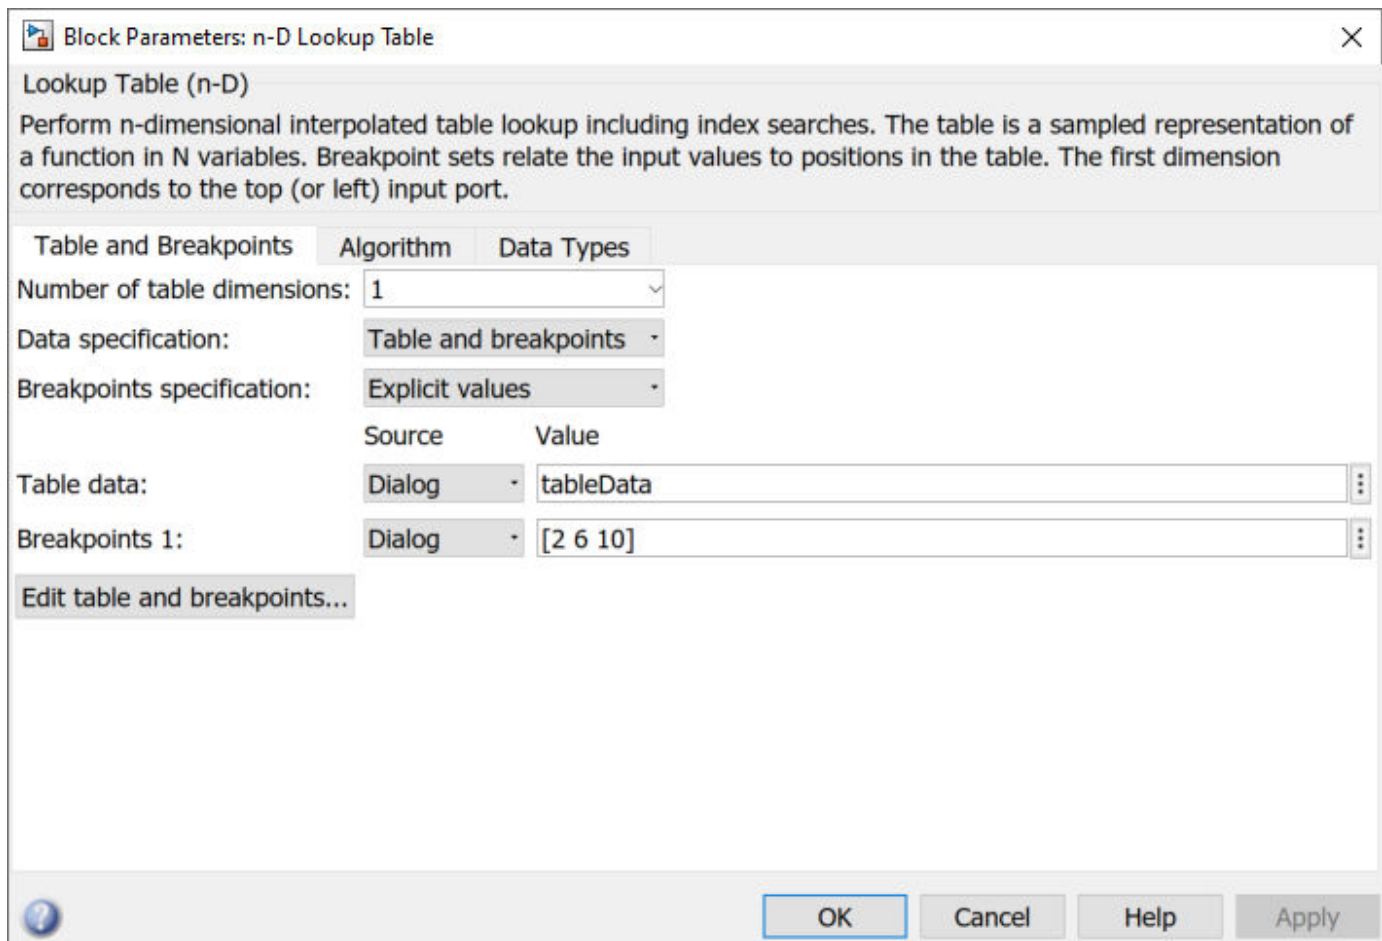 Block Parameters: n-D Lookup Table
Lookup Table (n-D)
Perform n-dimensional interpolated table lookup including index searches. The table is a sampled representation of
a function in N variables. Breakpoint sets relate the input values to positions in the table. The first dimension
corresponds to the top (or left) input port.
Table and Breakpoints Algorithm Data Types
Number of table dimensions: 1
Data specification: Table and breakpoints
Breakpoints specification: Explicit values
Source Value
Table data: Dialog tableData
Breakpoints 1: Dialog [2 6 10]
Edit table and breakpoints...
? OK Cancel Help Apply